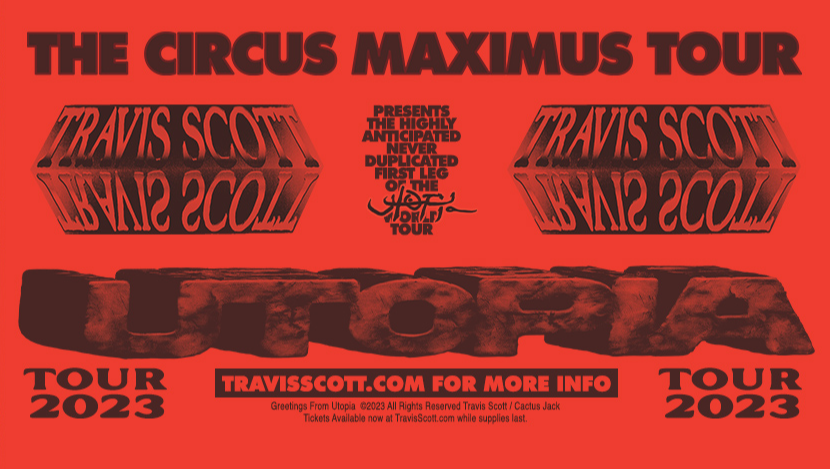 THE CIRCUS MAXIMUS TOUR
TRAVIS SCOTT
TRAVIS SCOTT
PRESENTS
THE HIGHLY
ANTICIPATED
NEVER
DUPLICATED
FIRST LEG
OF THE
TOUR
TRAVIS SCOTT
TRAVIS SCOTT
UTOPIA
TOUR
2023
TRAVISSCOTT.COM FOR MORE INFO
Greetings From Utopia ©2023 All Rights Reserved Travis Scott / Cactus Jack
Tickets Available now at TravisScott.com while supplies last.
TOUR
2023